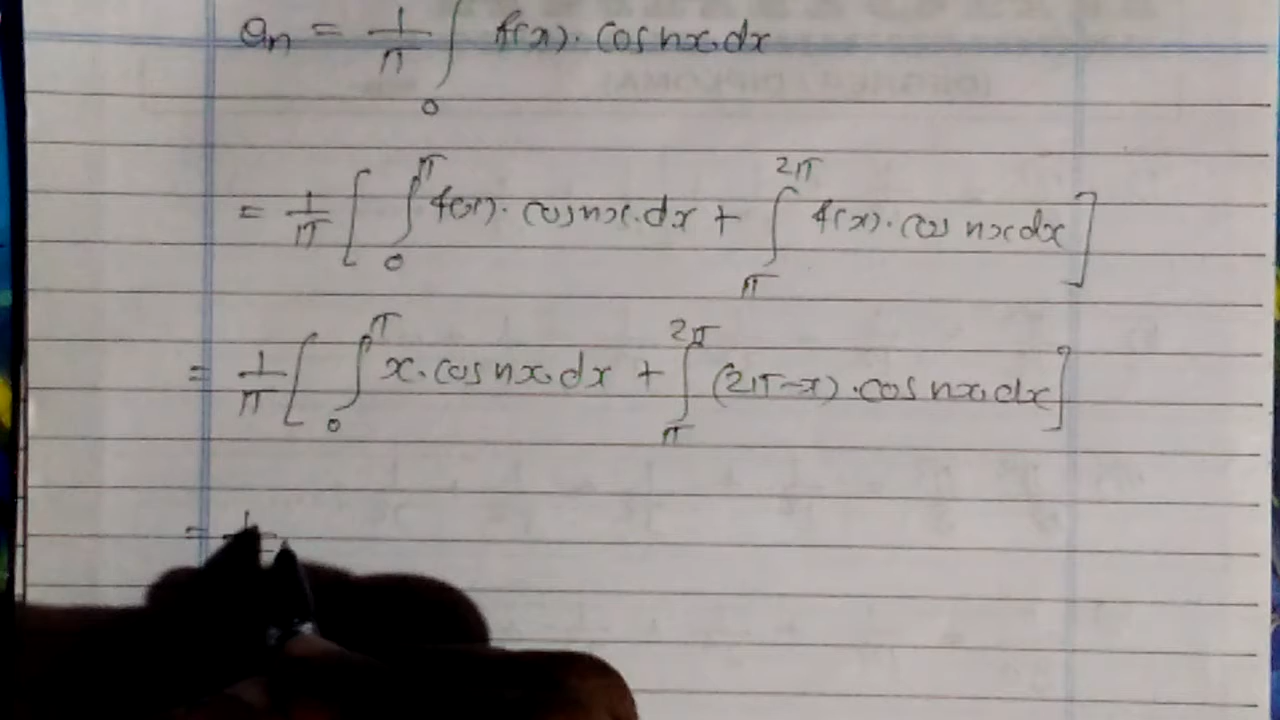 an = 1/π ∫₀ f(x). cos nx.dx
= 1/π [ ∫₀^π f(x). cos nx.dx + ∫_π^2π f(x). cos nx dx ]
= 1/π [ ∫₀^π x. cos nx.dx + ∫_π^2π (2π-x). cos nx.dx ]
= 1